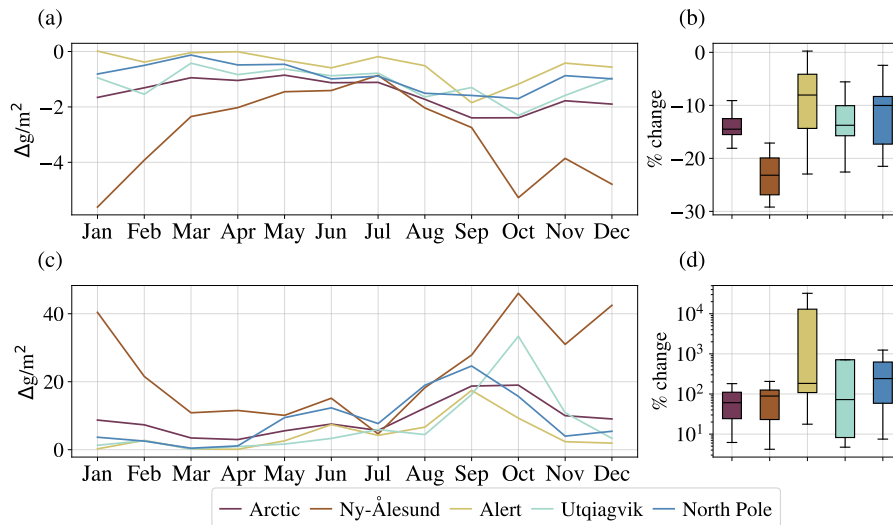 (a)
(b)
0
−2
−4
Δg/m²
Jan Feb Mar Apr May Jun Jul Aug Sep Oct Nov Dec
0
−10
−20
−30
% change
(c)
(d)
40
20
0
Δg/m²
Jan Feb Mar Apr May Jun Jul Aug Sep Oct Nov Dec
10⁴
10³
10²
10¹
% change
Arctic Ny-Ålesund Alert Utqiagvik North Pole